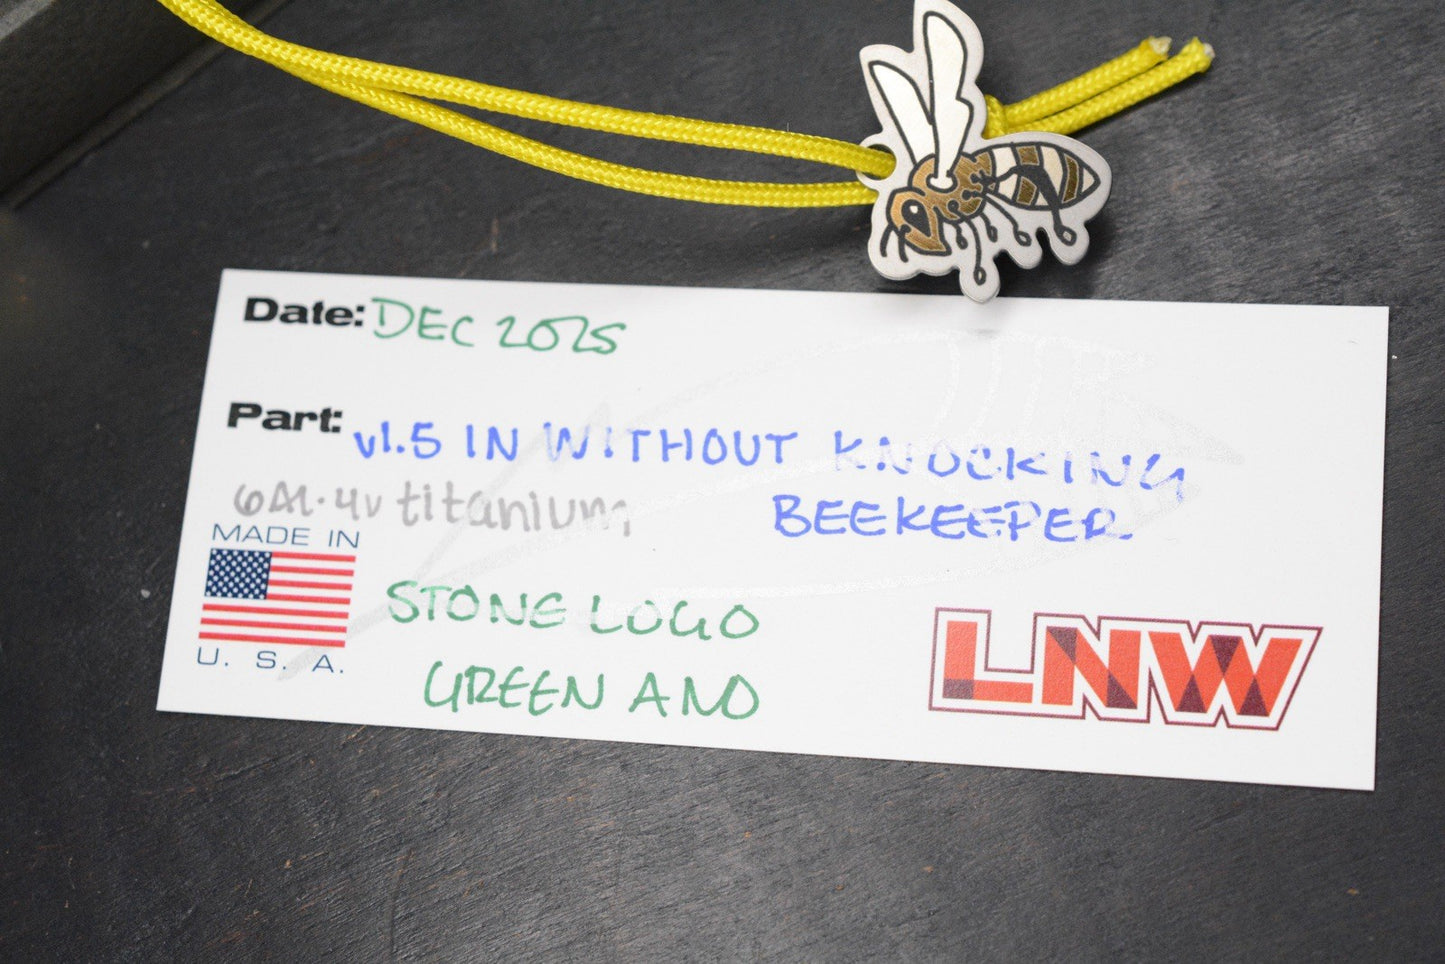 Date: DEC 2025
Part: v1.5 IN WITHOUT KNOCKING
6Al·4v titanium BEEKEEPER
MADE IN
U. S. A.
STONE LOGO
GREEN ANO
LNW